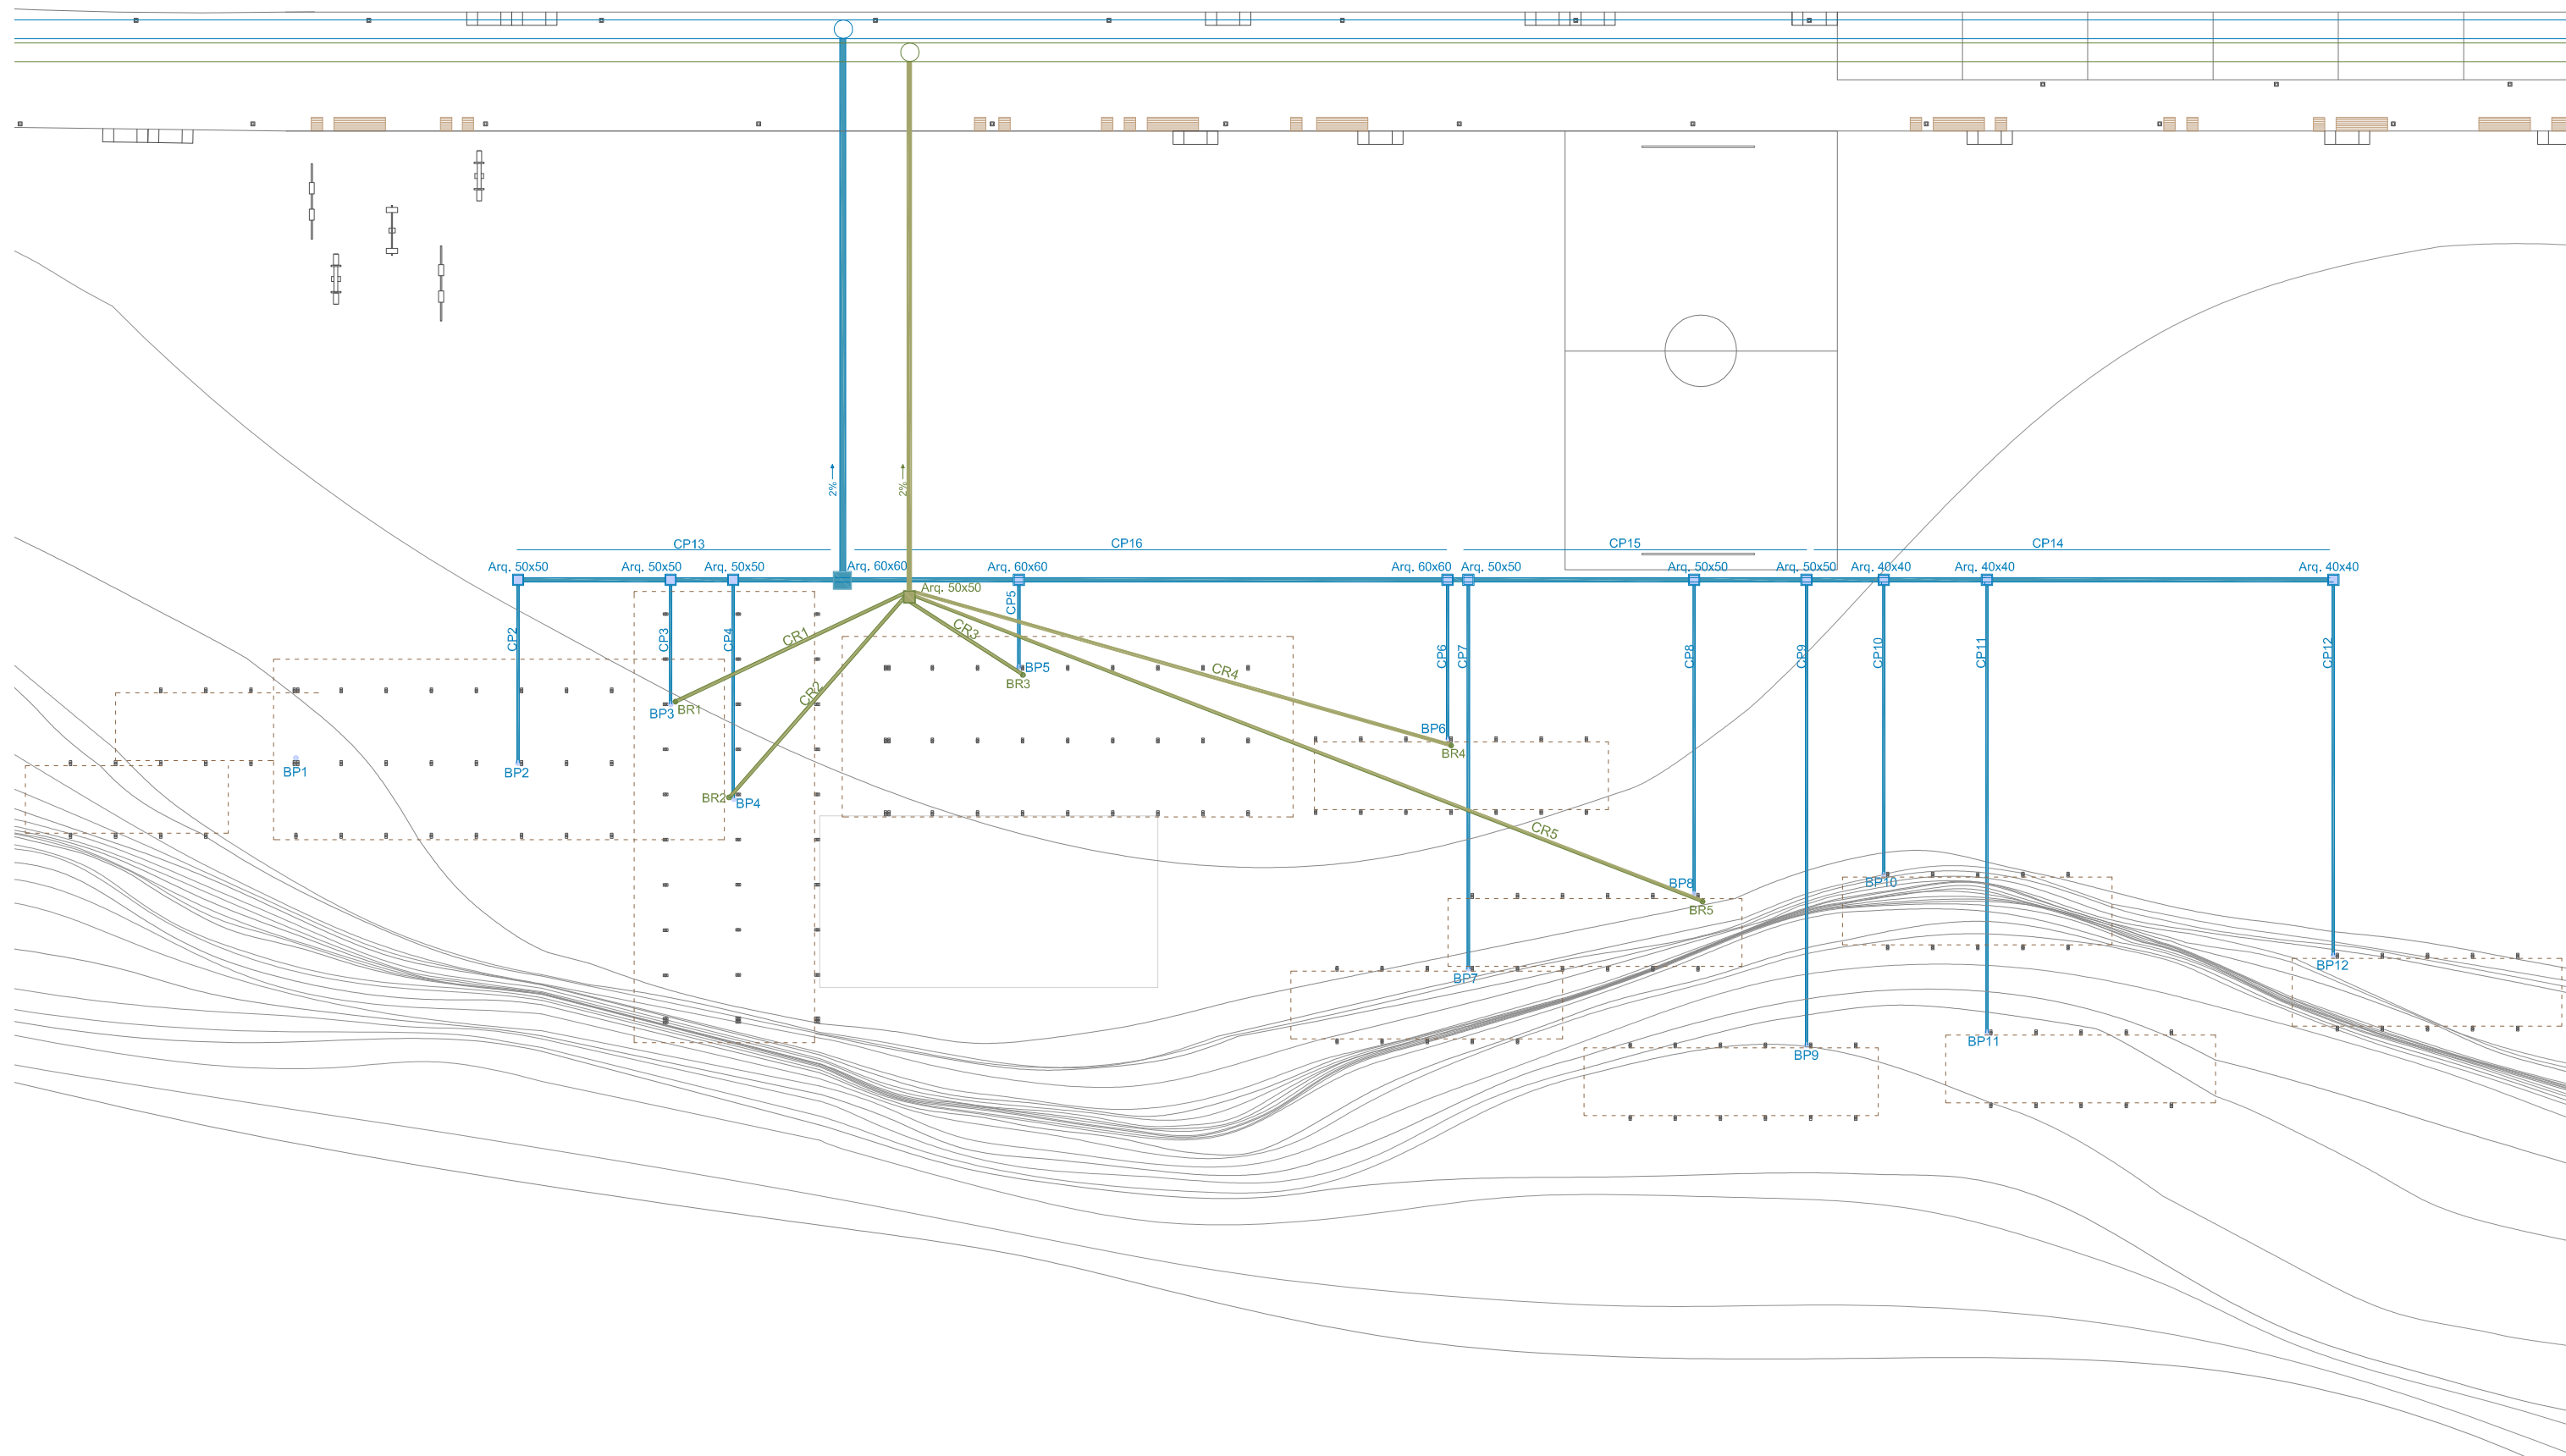 2%
2%
CP13
CP16
CP15
CP14
Arq. 50x50
Arq. 50x50
Arq. 50x50
Arq. 60x60
Arq. 60x60
Arq. 60x60
Arq. 50x50
Arq. 50x50
Arq. 50x50
Arq. 40x40
Arq. 40x40
Arq. 40x40
Arq. 50x50
CP2
CP3
CP4
CR1
CR2
CR3
CP5
CR4
CP6
CP7
CP8
CP9
CP10
CP11
CP12
BP5
BR3
BP3
BR1
BP6
BR4
BP1
BP2
BR2
BP4
CR5
BP8
BR5
BP10
BP7
BP12
BP11
BP9